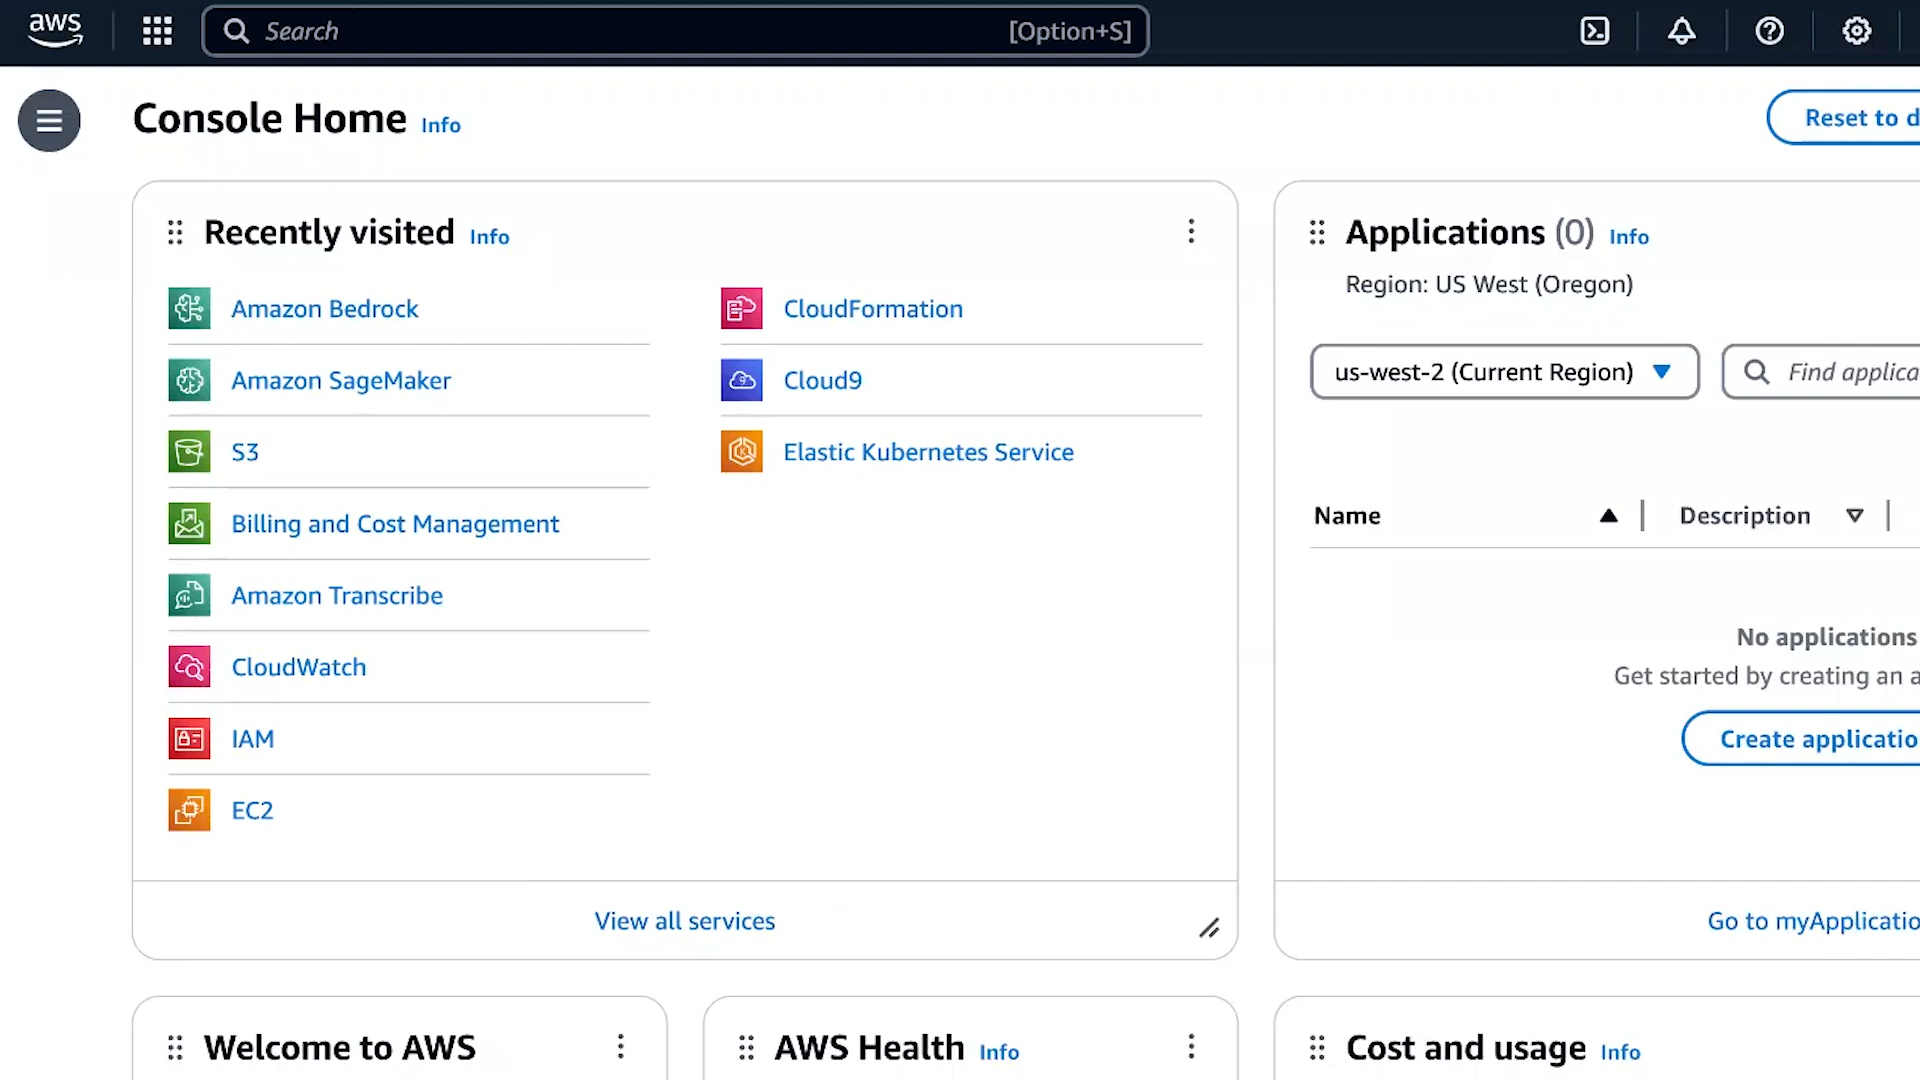 aws
Search [Option+S]
Console Home Info
Reset to d
Recently visited Info
Amazon Bedrock
Amazon SageMaker
S3
Billing and Cost Management
Amazon Transcribe
CloudWatch
IAM
EC2
CloudFormation
Cloud9
Elastic Kubernetes Service
View all services
Applications (0) Info
Region: US West (Oregon)
us-west-2 (Current Region)
Find applica
Name Description
No applications
Get started by creating an a
Create applicatio
Go to myApplicatio
Welcome to AWS
AWS Health Info
Cost and usage Info